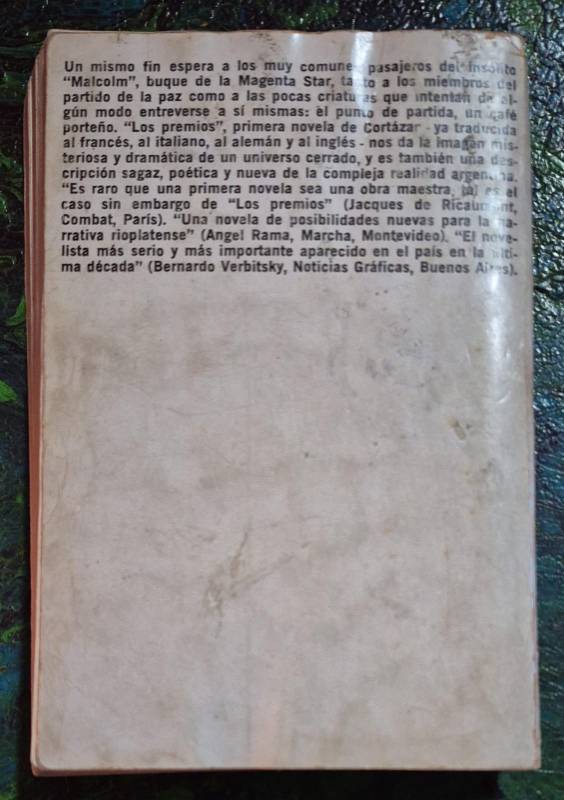 Un mismo fin espera a los muy comunes pasajeros del insólito
"Malcolm", buque de la Magenta Star, tanto a los miembros del
partido de la paz como a las pocas criaturas que intentan de al-
gún modo entreverse a sí mismas: el punto de partida, un café
porteño. "Los premios", primera novela de Cortázar - ya traducida
al francés, al italiano, al alemán y al inglés - nos da la imagen mis-
teriosa y dramática de un universo cerrado, y es también una des-
cripción sagaz, poética y nueva de la compleja realidad argentina.
"Es raro que una primera novela sea una obra maestra, tal es el
caso sin embargo de "Los premios" (Jacques de Ricaumont,
Combat, París). "Una novela de posibilidades nuevas para la na-
rrativa rioplatense" (Angel Rama, Marcha, Montevideo). "El nove-
lista más serio y más importante aparecido en el país en la últi-
ma década" (Bernardo Verbitsky, Noticias Gráficas, Buenos Aires).